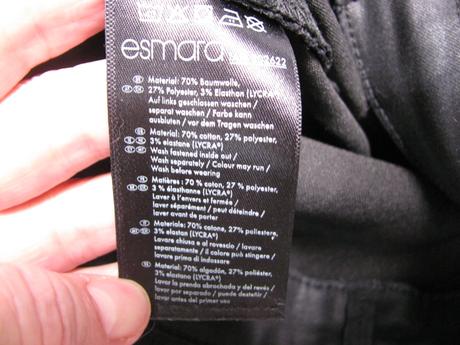 esmara
Material: 70% Baumwolle,
27% Polyester, 3% Elasthan (LYCRA®)
Auf links geschlossen waschen /
separat waschen / Farbe kann
ausbluten / vor dem Tragen waschen
Materials: 70% cotton, 27% polyester,
3% elastane (LYCRA®)
Wash fastened inside out /
Wash separately / Colour may run /
Wash before wearing
Matières : 70 % coton, 27 % polyester,
3 % élasthanne (LYCRA®)
Laver à l'envers et fermé /
laver séparément / peut déteindre /
laver avant de porter
Materiale: 70% cotone, 27% poliestere,
3% elastan (LYCRA®)
Lavare chiusa e al rovescio / lavare
separatamente / il colore può stingere /
lavare prima di indossare
Material: 70% algodón, 27% poliéster,
3% elastano (LYCRA®)
Lavar la prenda abrochada y del revés /
lavar por separado / puede desteñir /
lavar antes del primer uso